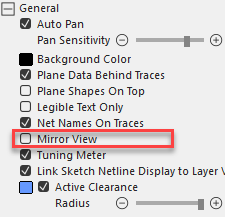 General
Auto Pan
Pan Sensitivity
Background Color
Plane Data Behind Traces
Plane Shapes On Top
Legible Text Only
Net Names On Traces
Mirror View
Tuning Meter
Link Sketch Netline Display to Layer V
Active Clearance
Radius